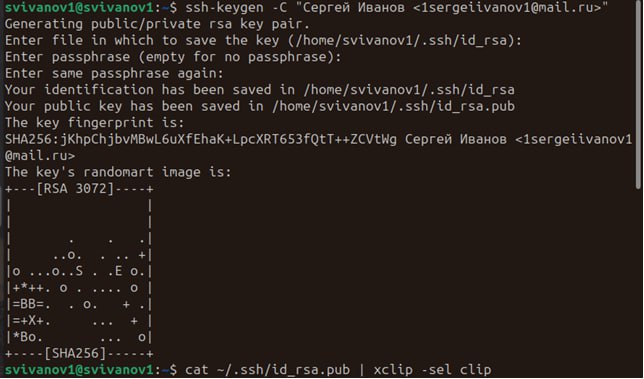 svivanov1@svivanov1:~$ ssh-keygen -C "Сергей Иванов <1sergeiivanov1@mail.ru>"
Generating public/private rsa key pair.
Enter file in which to save the key (/home/svivanov1/.ssh/id_rsa):
Enter passphrase (empty for no passphrase):
Enter same passphrase again:
Your identification has been saved in /home/svivanov1/.ssh/id_rsa
Your public key has been saved in /home/svivanov1/.ssh/id_rsa.pub
The key fingerprint is:
SHA256:jKhpChjbvMBwL6uXfEhaK+LpcXRT653fQtT++ZCVtWg Сергей Иванов <1sergeiivanov1
@mail.ru>
The key's randomart image is:
+---[RSA 3072]----+
|                 |
|                 |
|       .    .   .|
|     ..o.  . .. +|
|o ...o..S . .E o.|
|+*++. o . .... o |
|=BB=.  . o.   + .|
|=+X+.     ...  + |
|*Bo.       ...  o|
+----[SHA256]-----+
svivanov1@svivanov1:~$ cat ~/.ssh/id_rsa.pub | xclip -sel clip